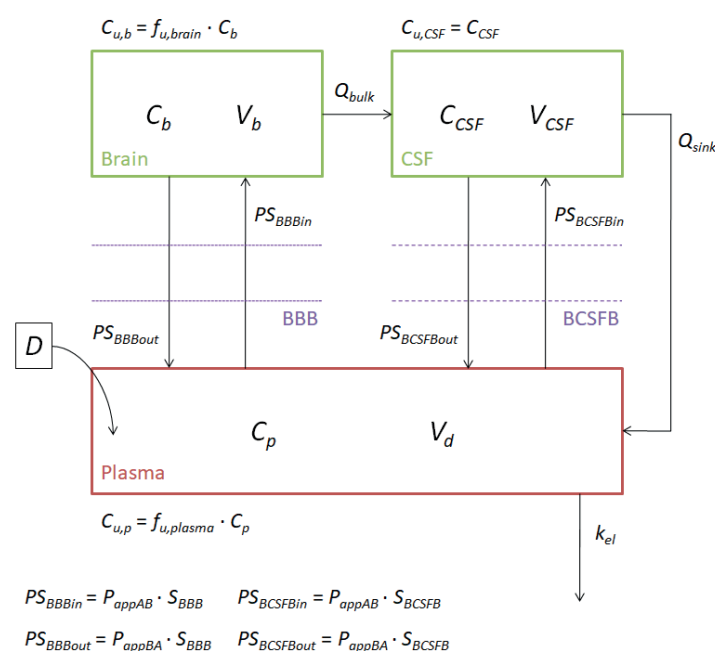 C_{u,b} = f_{u,brain} · C_b
C_{u,CSF} = C_{CSF}
Q_{bulk}
C_b V_b
C_{CSF} V_{CSF}
Q_{sink}
Brain
CSF
PS_{BBBin}
PS_{BCSFBin}
BBB
BCSFB
PS_{BBBout}
PS_{BCSFBout}
D
C_p V_d
Plasma
C_{u,p} = f_{u,plasma} · C_p
k_{el}
PS_{BBBin} = P_{appAB} · S_{BBB} PS_{BCSFBin} = P_{appAB} · S_{BCSFB}
PS_{BBBout} = P_{appBA} · S_{BBB} PS_{BCSFBout} = P_{appBA} · S_{BCSFB}